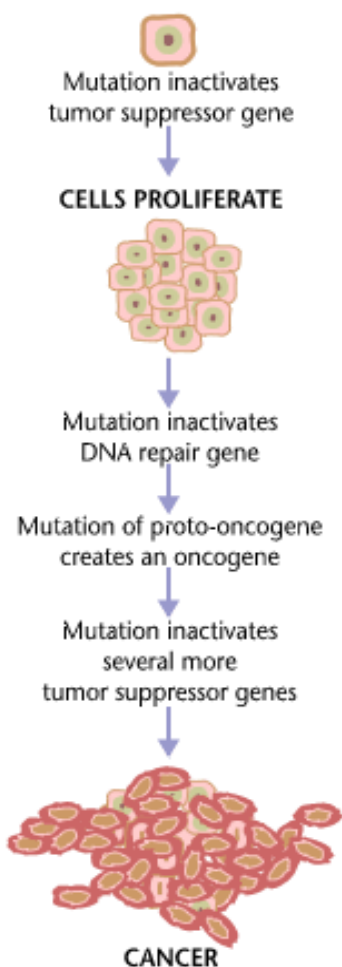 Mutation inactivates
tumor suppressor gene
CELLS PROLIFERATE
Mutation inactivates
DNA repair gene
Mutation of proto-oncogene
creates an oncogene
Mutation inactivates
several more
tumor suppressor genes
CANCER